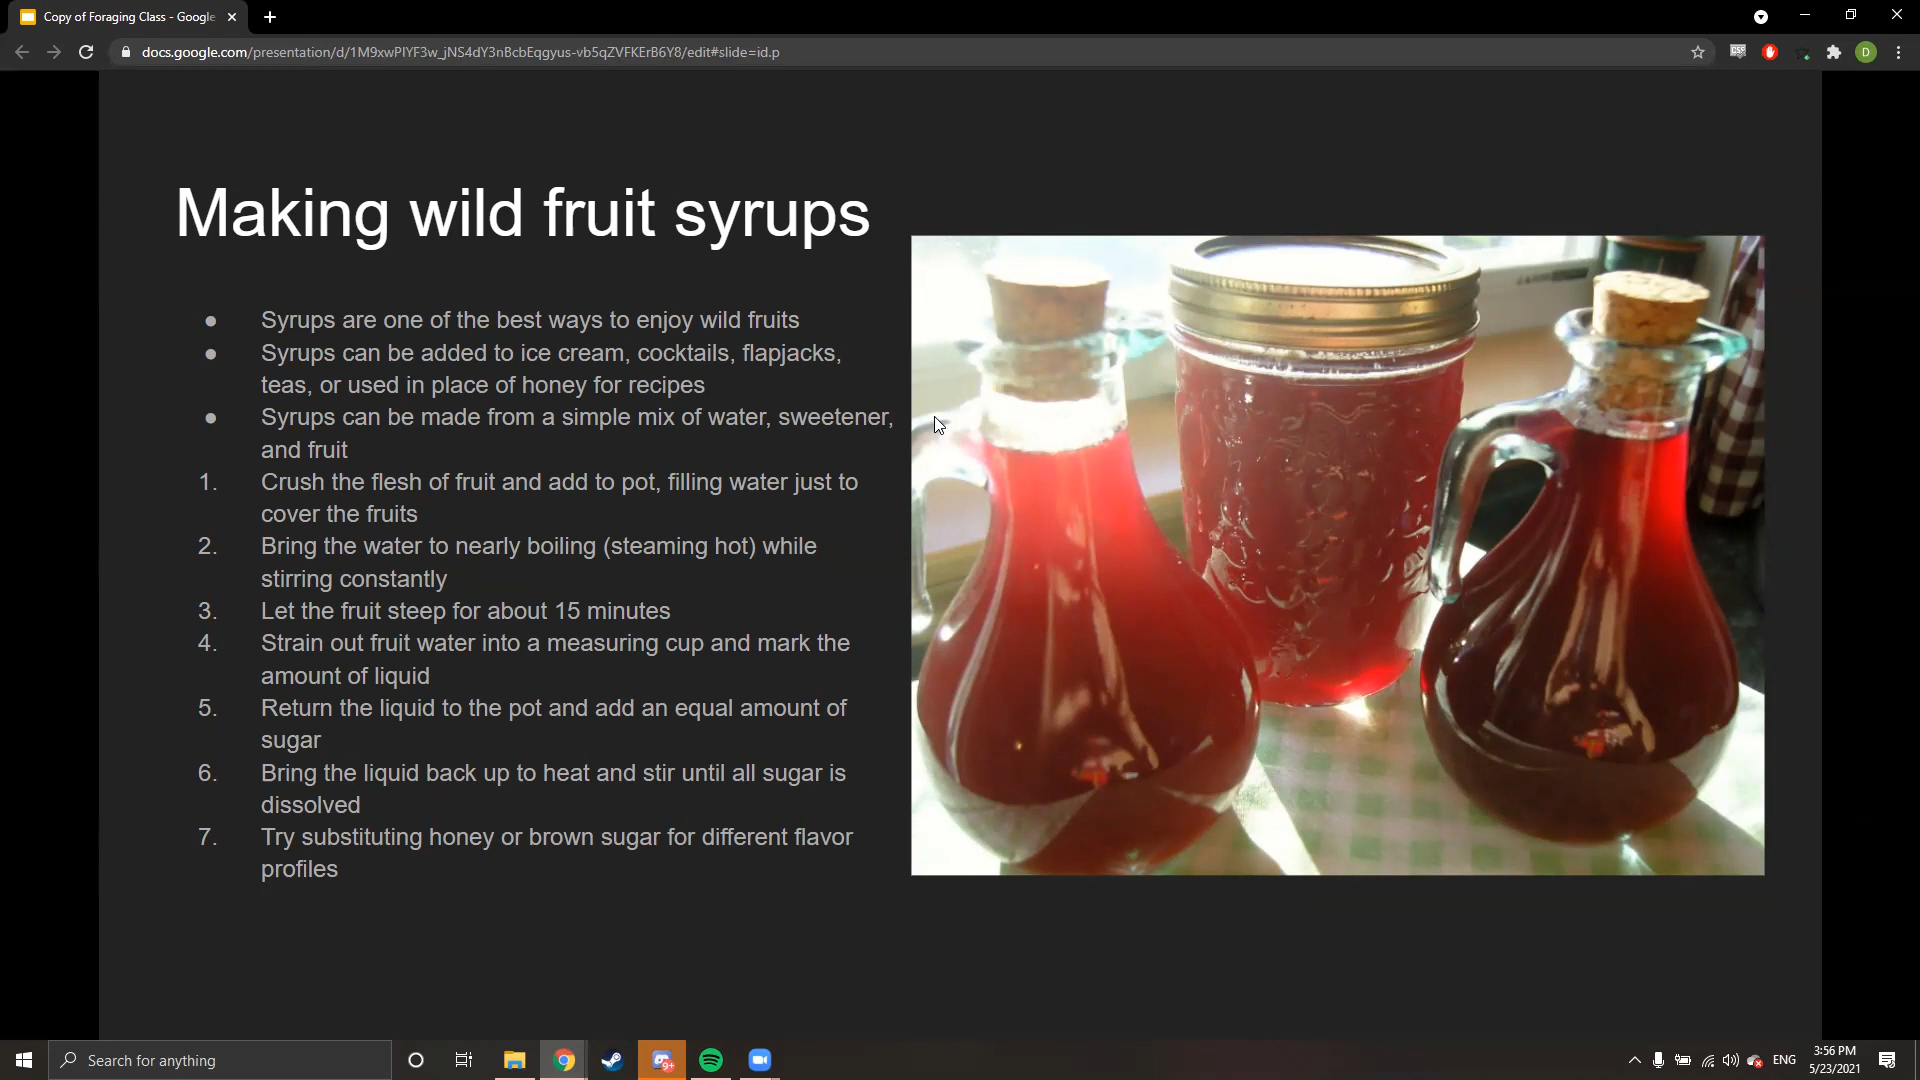 Copy of Foraging Class - Google
docs.google.com/presentation/d/1M9xwPIYF3w_jNS4dY3nBcbEqgyus-vb5qZVFKErB6Y8/edit#slide=id.p
D
Making wild fruit syrups
● Syrups are one of the best ways to enjoy wild fruits
● Syrups can be added to ice cream, cocktails, flapjacks,
teas, or used in place of honey for recipes
● Syrups can be made from a simple mix of water, sweetener,
and fruit
1. Crush the flesh of fruit and add to pot, filling water just to
cover the fruits
2. Bring the water to nearly boiling (steaming hot) while
stirring constantly
3. Let the fruit steep for about 15 minutes
4. Strain out fruit water into a measuring cup and mark the
amount of liquid
5. Return the liquid to the pot and add an equal amount of
sugar
6. Bring the liquid back up to heat and stir until all sugar is
dissolved
7. Try substituting honey or brown sugar for different flavor
profiles
Search for anything
9+
ENG
3:56 PM
5/23/2021